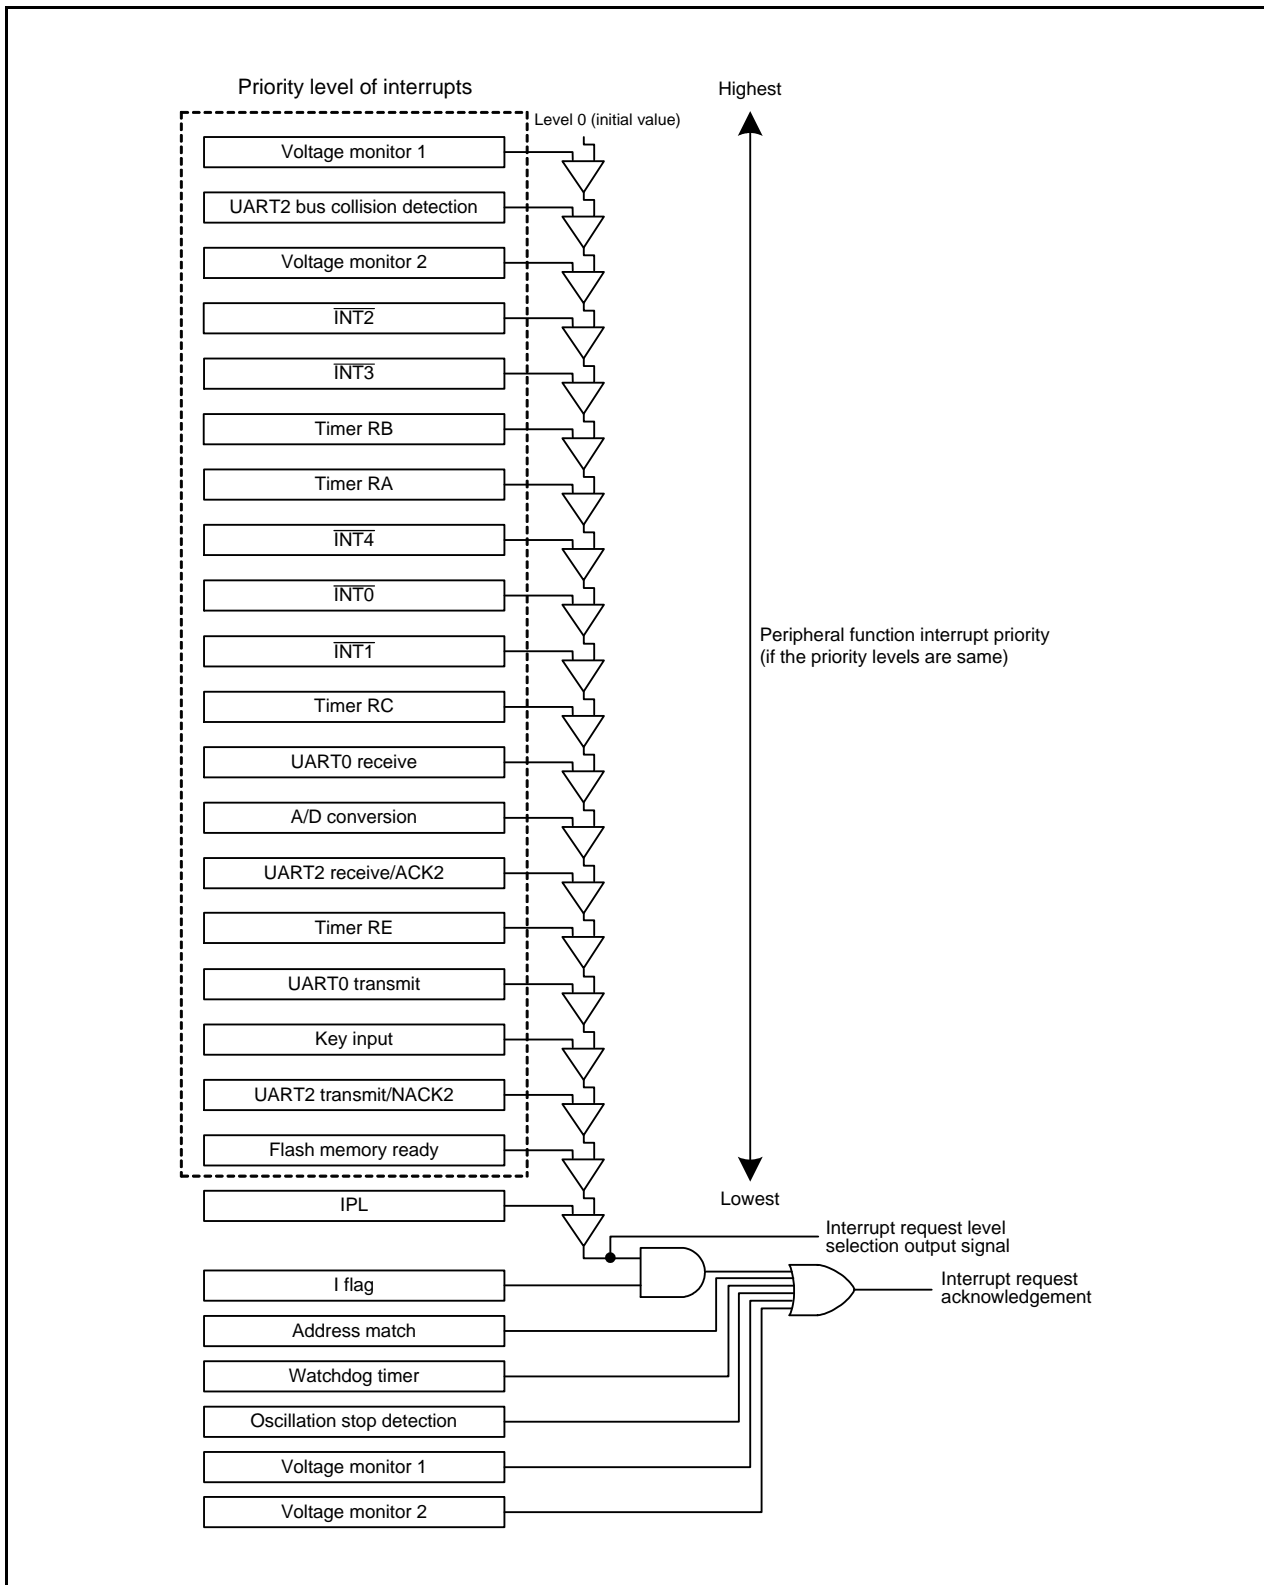 Priority level of interrupts
Highest
Level 0 (initial value)
Voltage monitor 1
UART2 bus collision detection
Voltage monitor 2
INT2
INT3
Timer RB
Timer RA
INT4
INT0
INT1
Peripheral function interrupt priority
(if the priority levels are same)
Timer RC
UART0 receive
A/D conversion
UART2 receive/ACK2
Timer RE
UART0 transmit
Key input
UART2 transmit/NACK2
Flash memory ready
Lowest
IPL
Interrupt request level
selection output signal
I flag
Interrupt request
acknowledgement
Address match
Watchdog timer
Oscillation stop detection
Voltage monitor 1
Voltage monitor 2